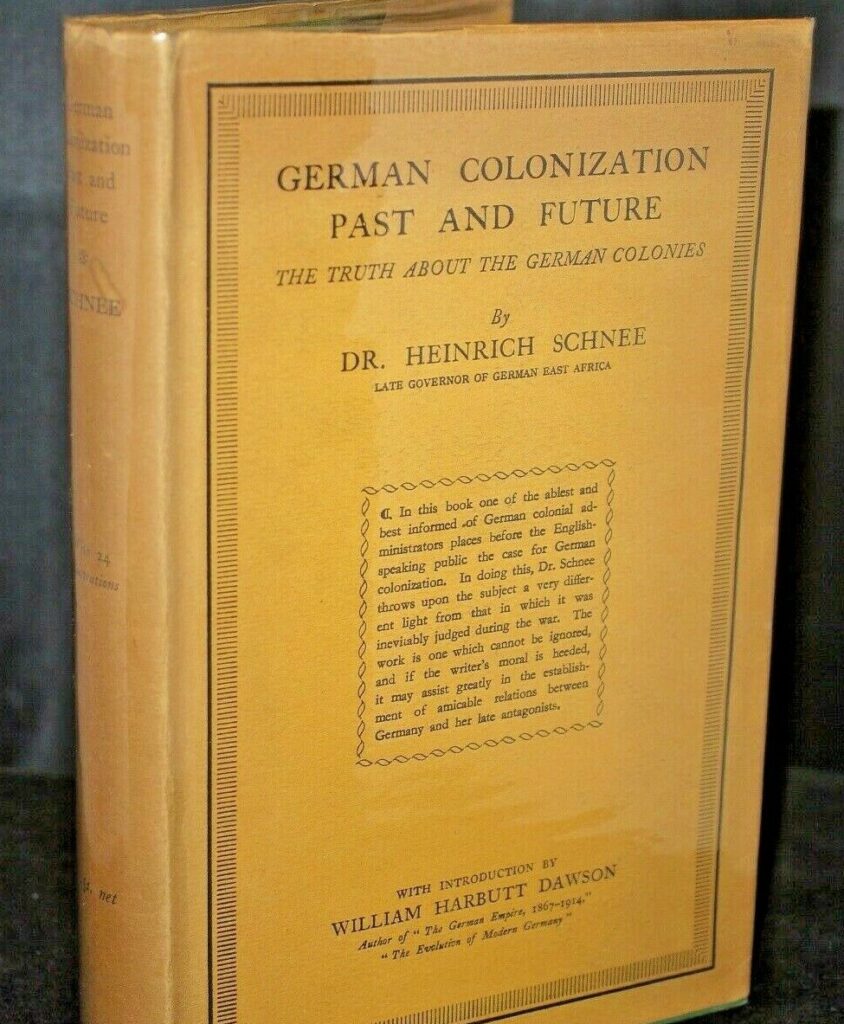 GERMAN COLONIZATION
PAST AND FUTURE
THE TRUTH ABOUT THE GERMAN COLONIES
By
DR. HEINRICH SCHNEE
LATE GOVERNOR OF GERMAN EAST AFRICA
⁋ In this book one of the ablest and
best informed of German colonial ad-
ministrators places before the English-
speaking public the case for German
colonization. In doing this, Dr. Schnee
throws upon the subject a very differ-
ent light from that in which it was
inevitably judged during the war. The
work is one which cannot be ignored,
and if the writer's moral is heeded,
it may assist greatly in the establish-
ment of amicable relations between
Germany and her late antagonists.
WITH INTRODUCTION BY
WILLIAM HARBUTT DAWSON
Author of "The German Empire, 1867-1914,"
"The Evolution of Modern Germany"
and
24
net